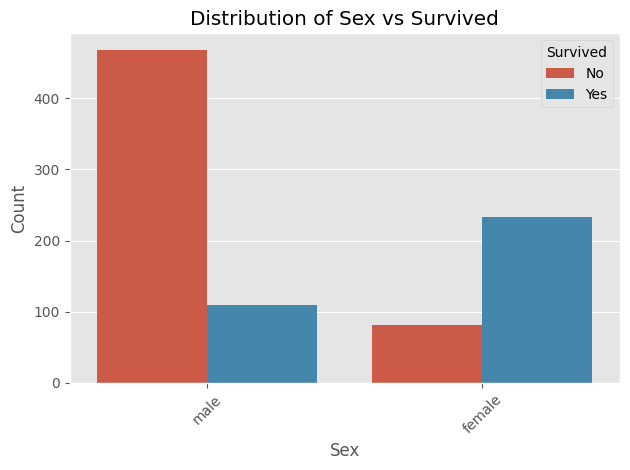 Distribution of Sex vs Survived
Survived
No
Yes
Count
400
300
200
100
0
male
female
Sex